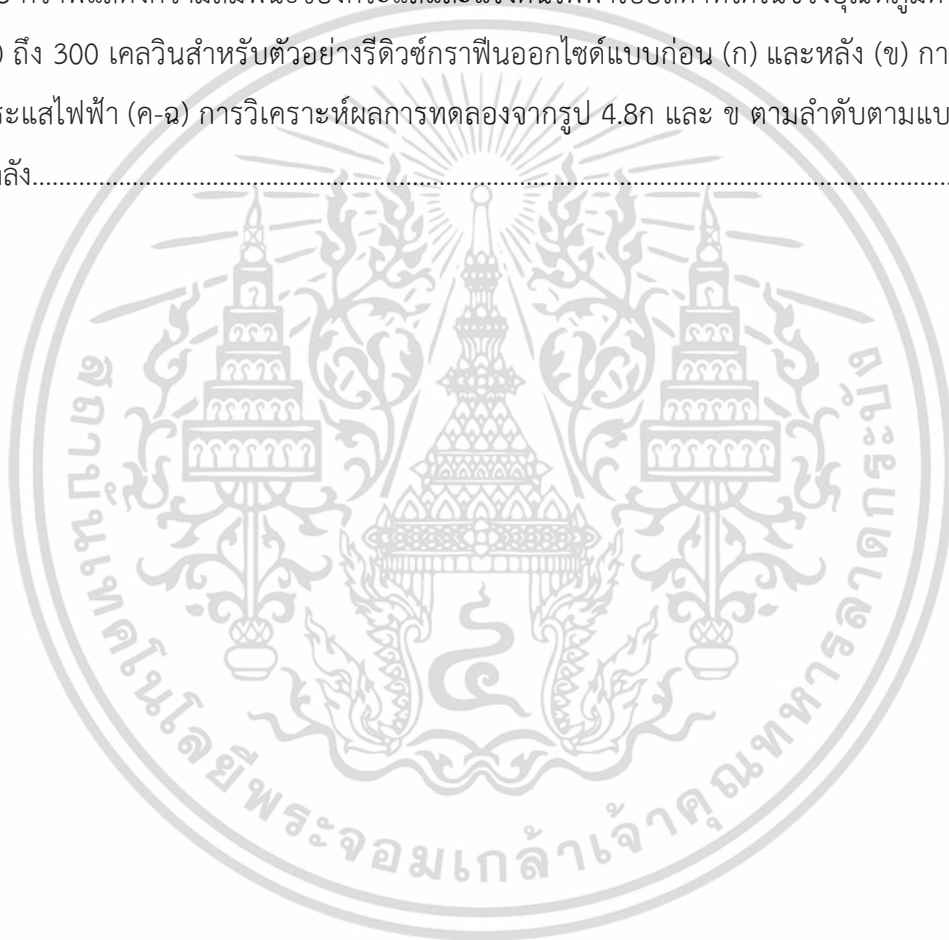 กราฟแสดงความสัมพันธ์ของกระแสและแรงดันไฟฟ้า
ถึง 300 เคลวินสำหรับตัวอย่างรีดิวซ์กราฟีนออกไซด์แบบก่อน (ก) และหลัง (ข)
ระแสไฟฟ้า (ค-ฉ) การวิเคราะห์ผลการทดลองจากรูป 4.8ก และ ข ตามลำดับตามแบบ
ลัง
สถาบันเทคโนโลยีพระจอมเกล้าเจ้าคุณทหารลาดกระบัง